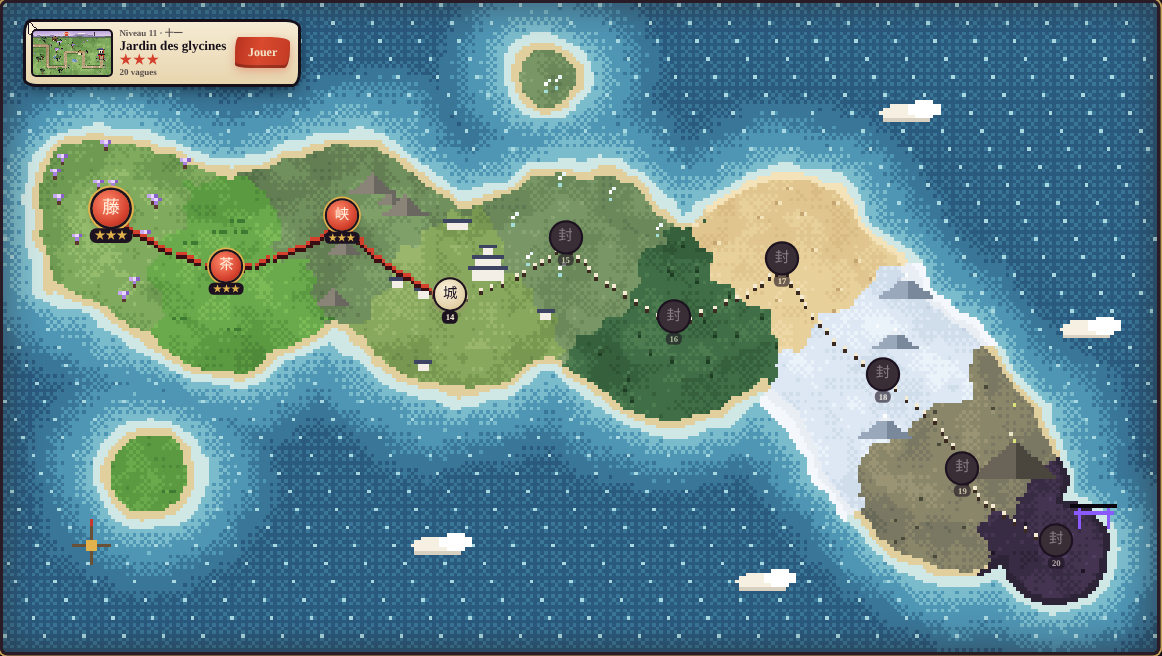 Niveau 11 · 十一
Jardin des glycines
★★★
20 vagues
Jouer
藤
★★★
茶
★★★
峡
★★★
城
14
封
15
封
16
封
17
封
18
封
19
封
20